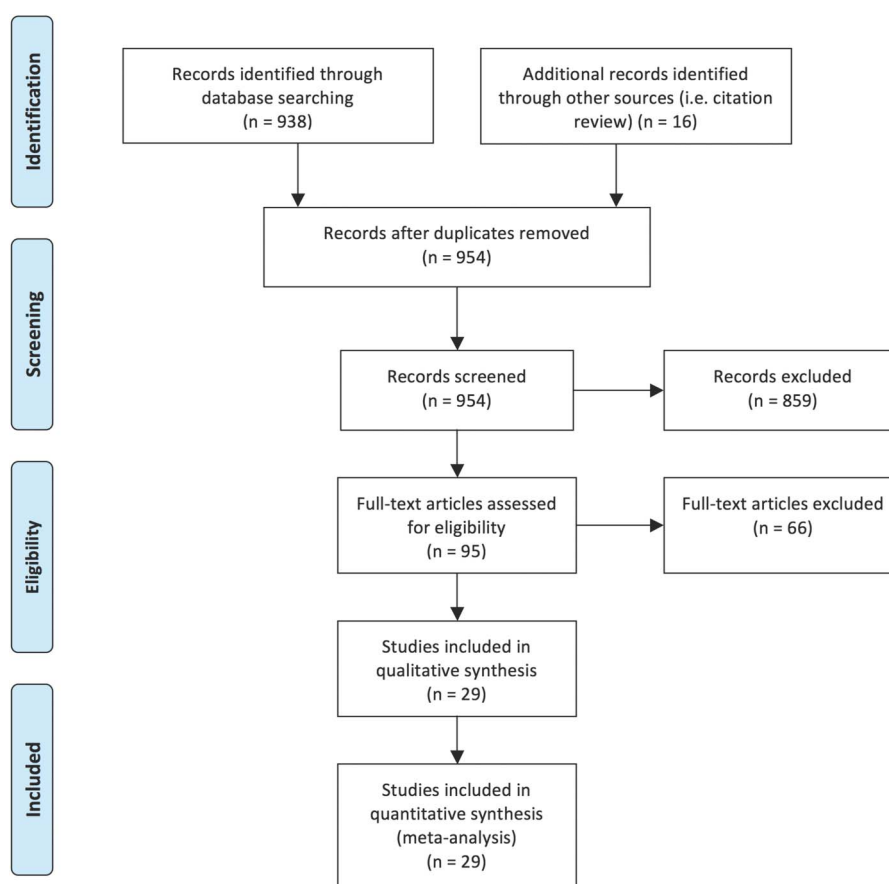 Identification
Records identified through
database searching
(n = 938)
Additional records identified
through other sources (i.e. citation
review) (n = 16)
Records after duplicates removed
(n = 954)
Screening
Records screened
(n = 954)
Records excluded
(n = 859)
Eligibility
Full-text articles assessed
for eligibility
(n = 95)
Full-text articles excluded
(n = 66)
Studies included in
qualitative synthesis
(n = 29)
Included
Studies included in
quantitative synthesis
(meta-analysis)
(n = 29)